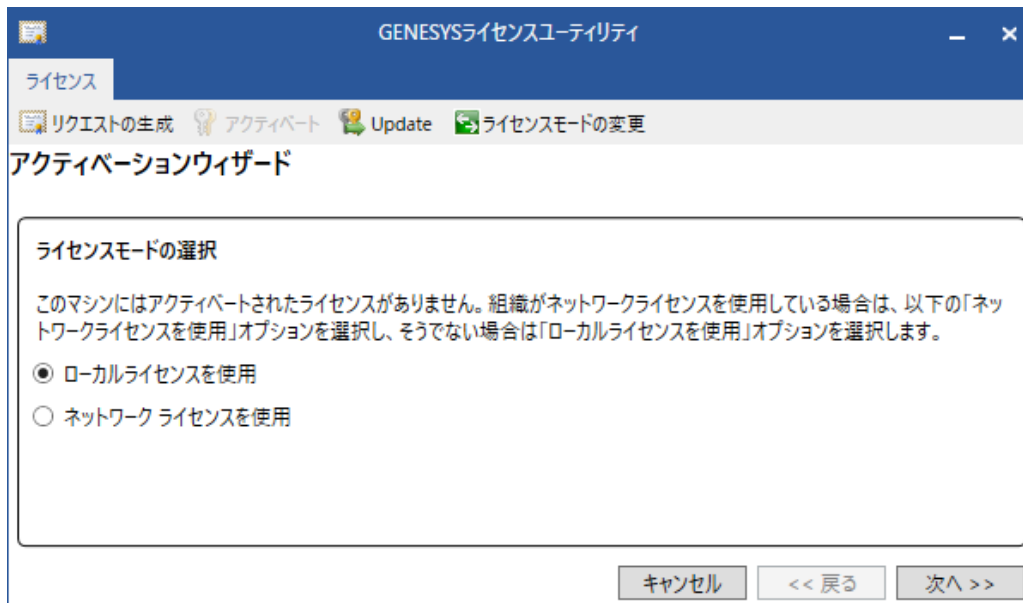 GENESYSライセンスユーティリティ
ライセンス
リクエストの生成 アクティベート Update ライセンスモードの変更
アクティベーションウィザード
ライセンスモードの選択
このマシンにはアクティベートされたライセンスがありません。組織がネットワークライセンスを使用している場合は、以下の「ネッ
トワークライセンスを使用」オプションを選択し、そうでない場合は「ローカルライセンスを使用」オプションを選択します。
ローカルライセンスを使用
ネットワーク ライセンスを使用
キャンセル << 戻る 次へ >>